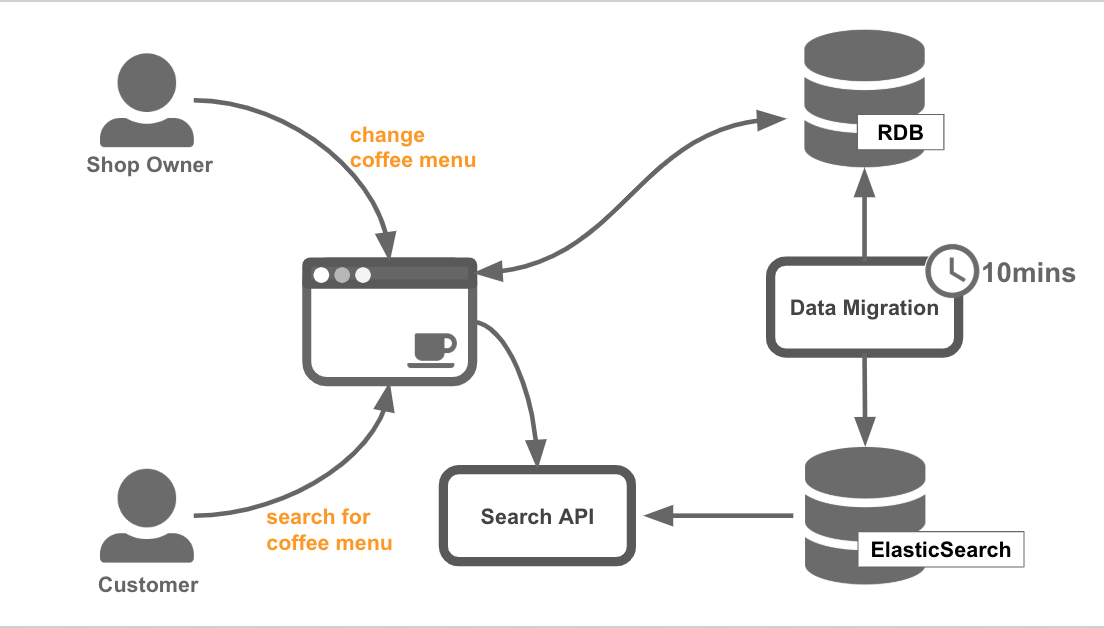 Shop Owner
change
coffee menu
RDB
10mins
Data Migration
search for
coffee menu
Search API
ElasticSearch
Customer